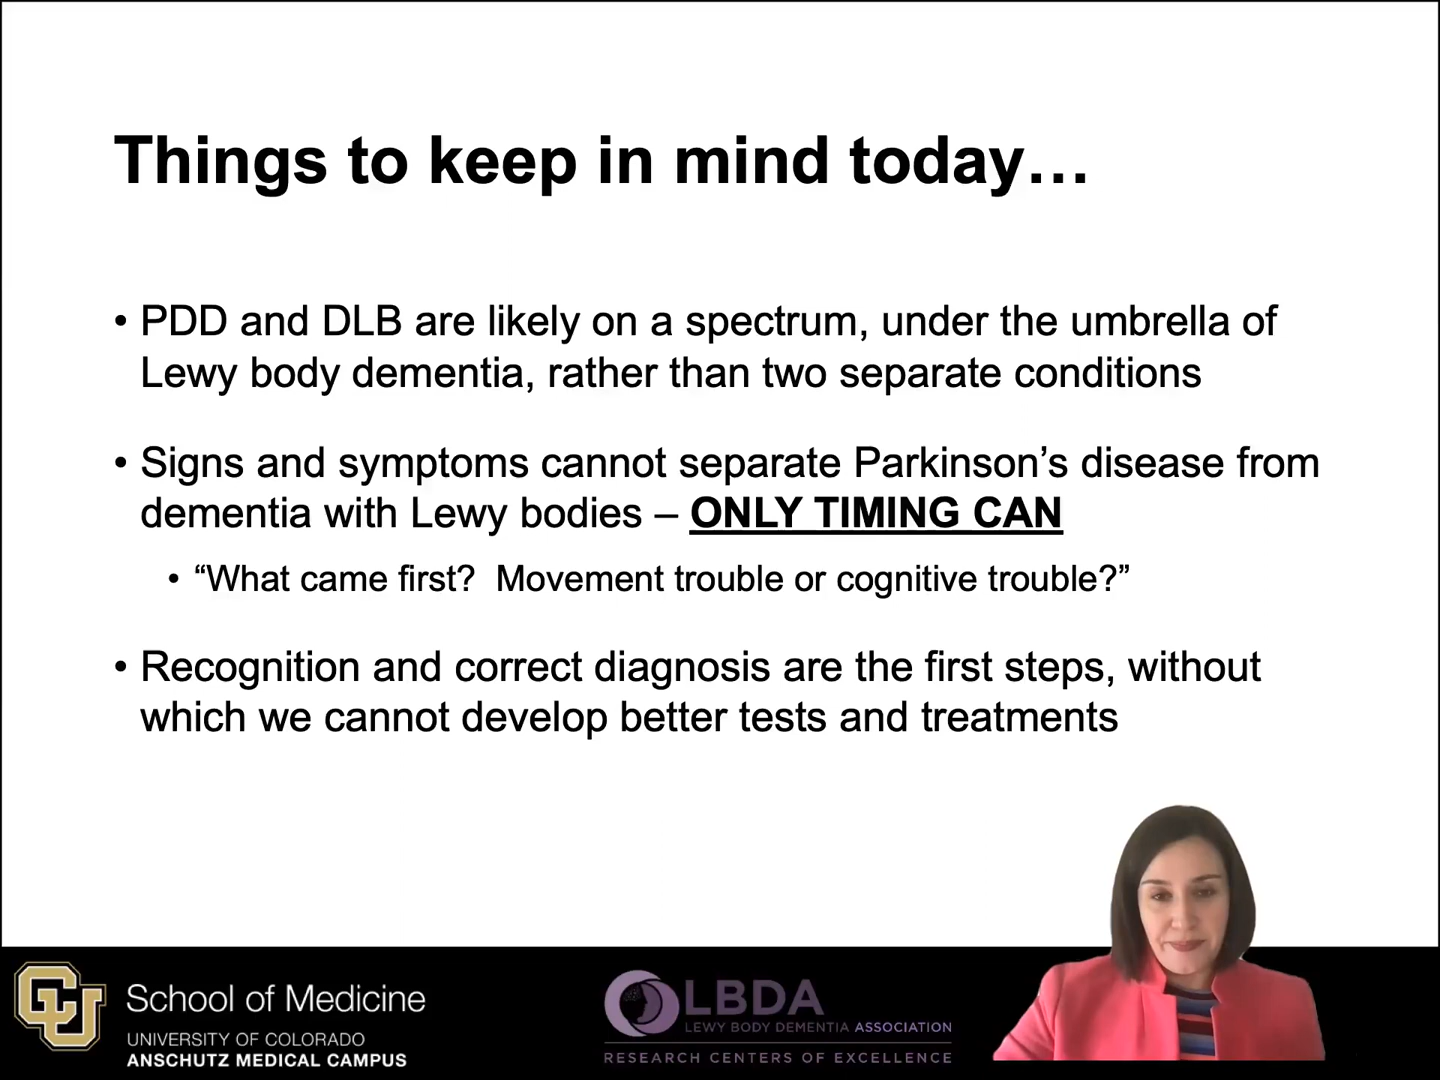 Things to keep in mind today…
• PDD and DLB are likely on a spectrum, under the umbrella of
Lewy body dementia, rather than two separate conditions
• Signs and symptoms cannot separate Parkinson’s disease from
dementia with Lewy bodies – ONLY TIMING CAN
• “What came first?  Movement trouble or cognitive trouble?”
• Recognition and correct diagnosis are the first steps, without
which we cannot develop better tests and treatments
CU
School of Medicine
UNIVERSITY OF COLORADO
ANSCHUTZ MEDICAL CAMPUS
LBDA
LEWY BODY DEMENTIA ASSOCIATION
RESEARCH CENTERS OF EXCELLENCE